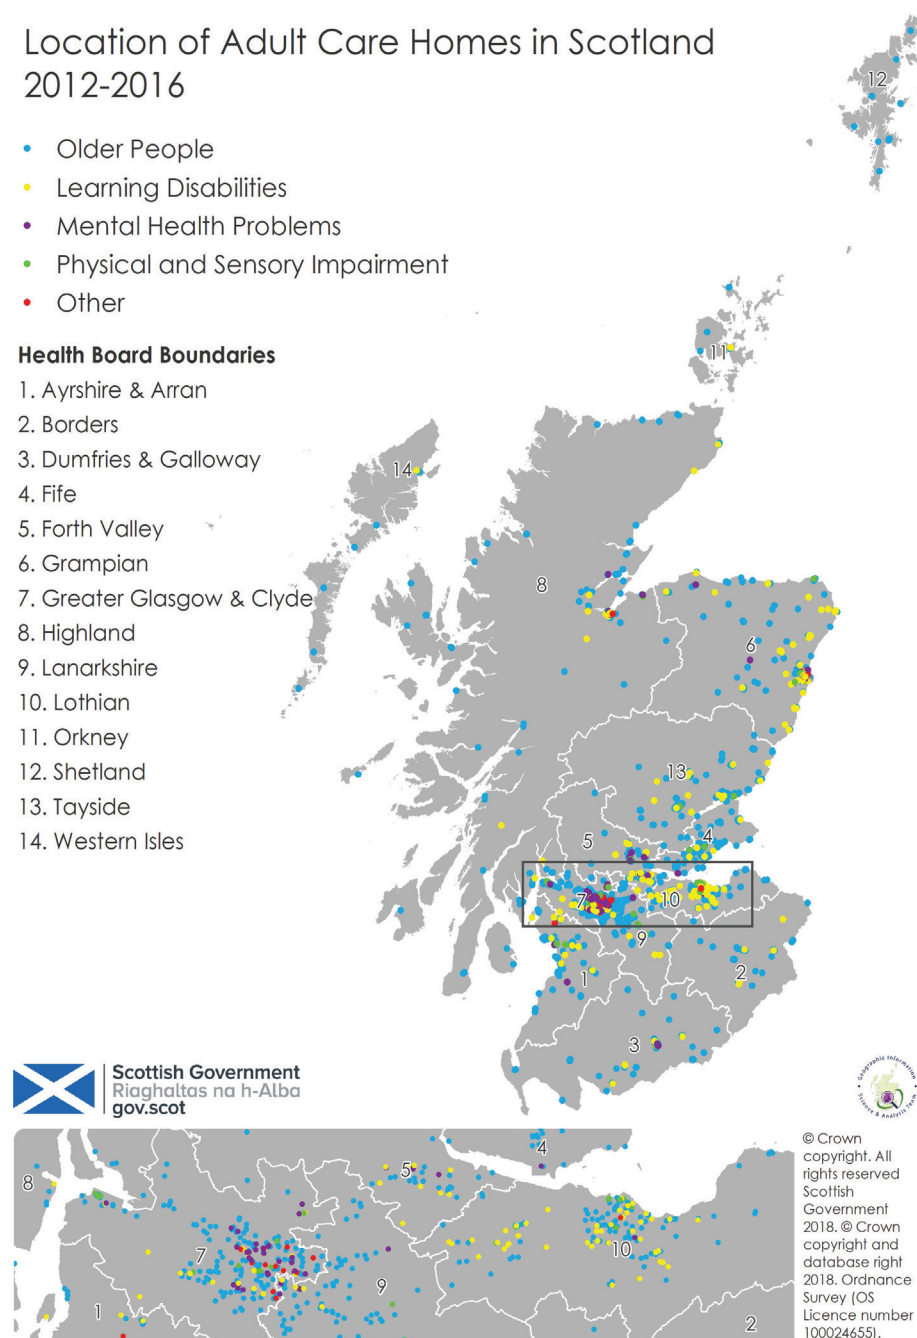 Location of Adult Care Homes in Scotland
2012-2016
Older People
Learning Disabilities
Mental Health Problems
Physical and Sensory Impairment
Other
Health Board Boundaries
1. Ayrshire & Arran
2. Borders
3. Dumfries & Galloway
4. Fife
5. Forth Valley
6. Grampian
7. Greater Glasgow & Clyde
8. Highland
9. Lanarkshire
10. Lothian
11. Orkney
12. Shetland
13. Tayside
14. Western Isles
12
11
14
8
6
13
5
4
7
10
9
1
2
3
Scottish Government
Riaghaltas na h-Alba
gov.scot
Geographic Information
Science & Analysis Team
8
4
5
7
10
9
1
2
© Crown
copyright. All
rights reserved
Scottish
Government
2018. © Crown
copyright and
database right
2018. Ordnance
Survey (OS
Licence number
100024655).